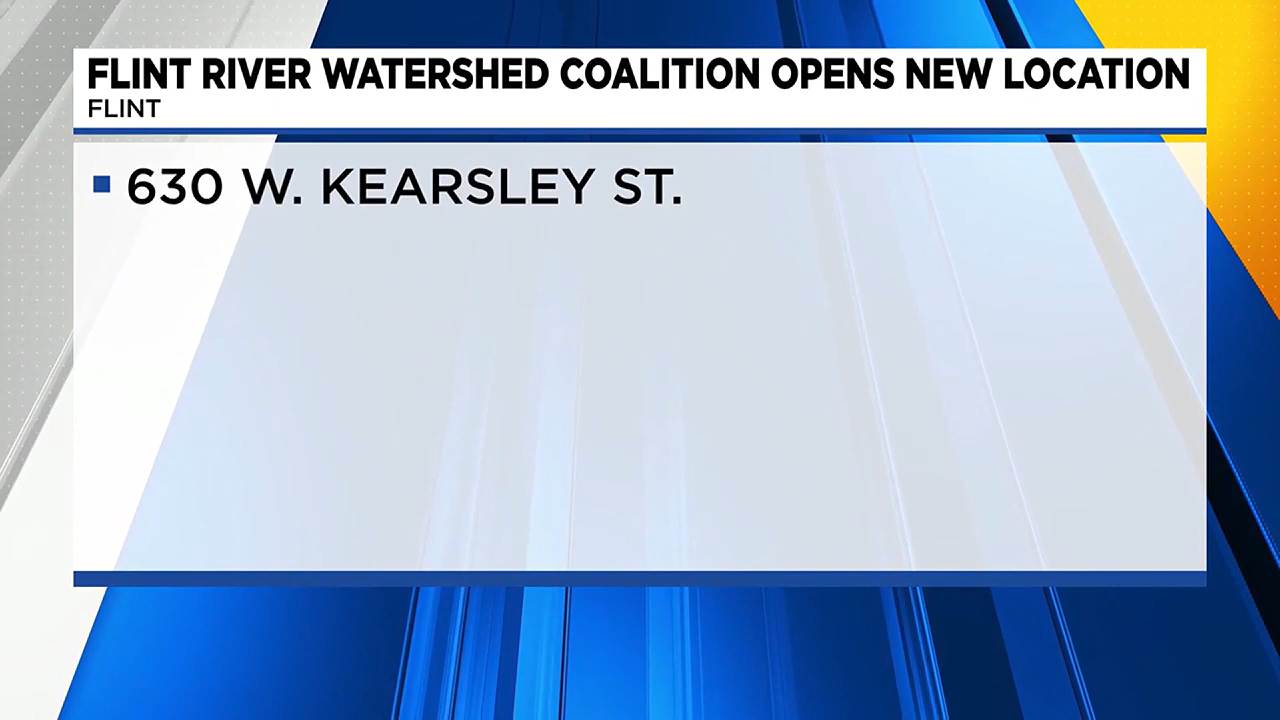 FLINT RIVER WATERSHED COALITION OPENS NEW LOCATION
FLINT
630 W. KEARSLEY ST.